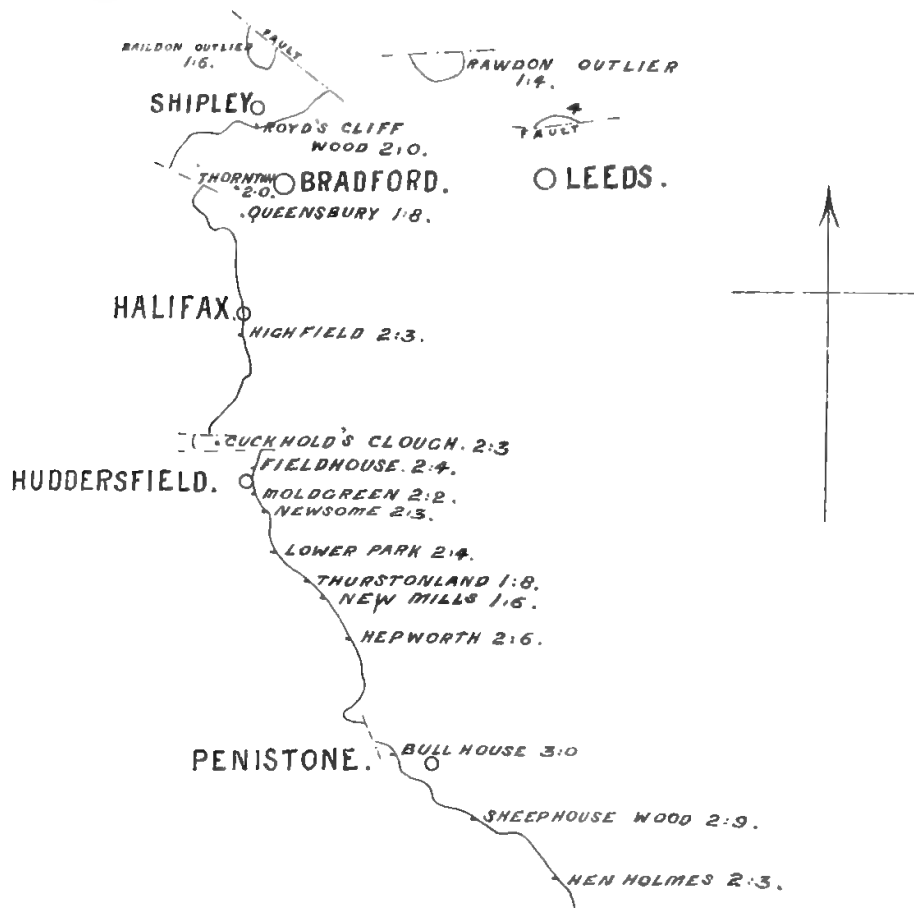 BAILDON OUTLIER
1:6.
FAULT
RAWDON OUTLIER
1:4.
SHIPLEY
ROYD'S CLIFF
WOOD 2:0.
4
FAULT
THORNTON
2:0.
BRADFORD.
LEEDS.
QUEENSBURY 1:8.
HALIFAX.
HIGHFIELD 2:3.
CUCKHOLD'S CLOUGH. 2:3
FIELDHOUSE. 2:4.
HUDDERSFIELD.
MOLDGREEN 2:2.
NEWSOME 2:3.
LOWER PARK 2:4.
THURSTONLAND 1:8.
NEW MILLS 1:6.
HEPWORTH 2:6.
PENISTONE.
BULL HOUSE 3:0
SHEEPHOUSE WOOD 2:9.
HEN HOLMES 2:3.